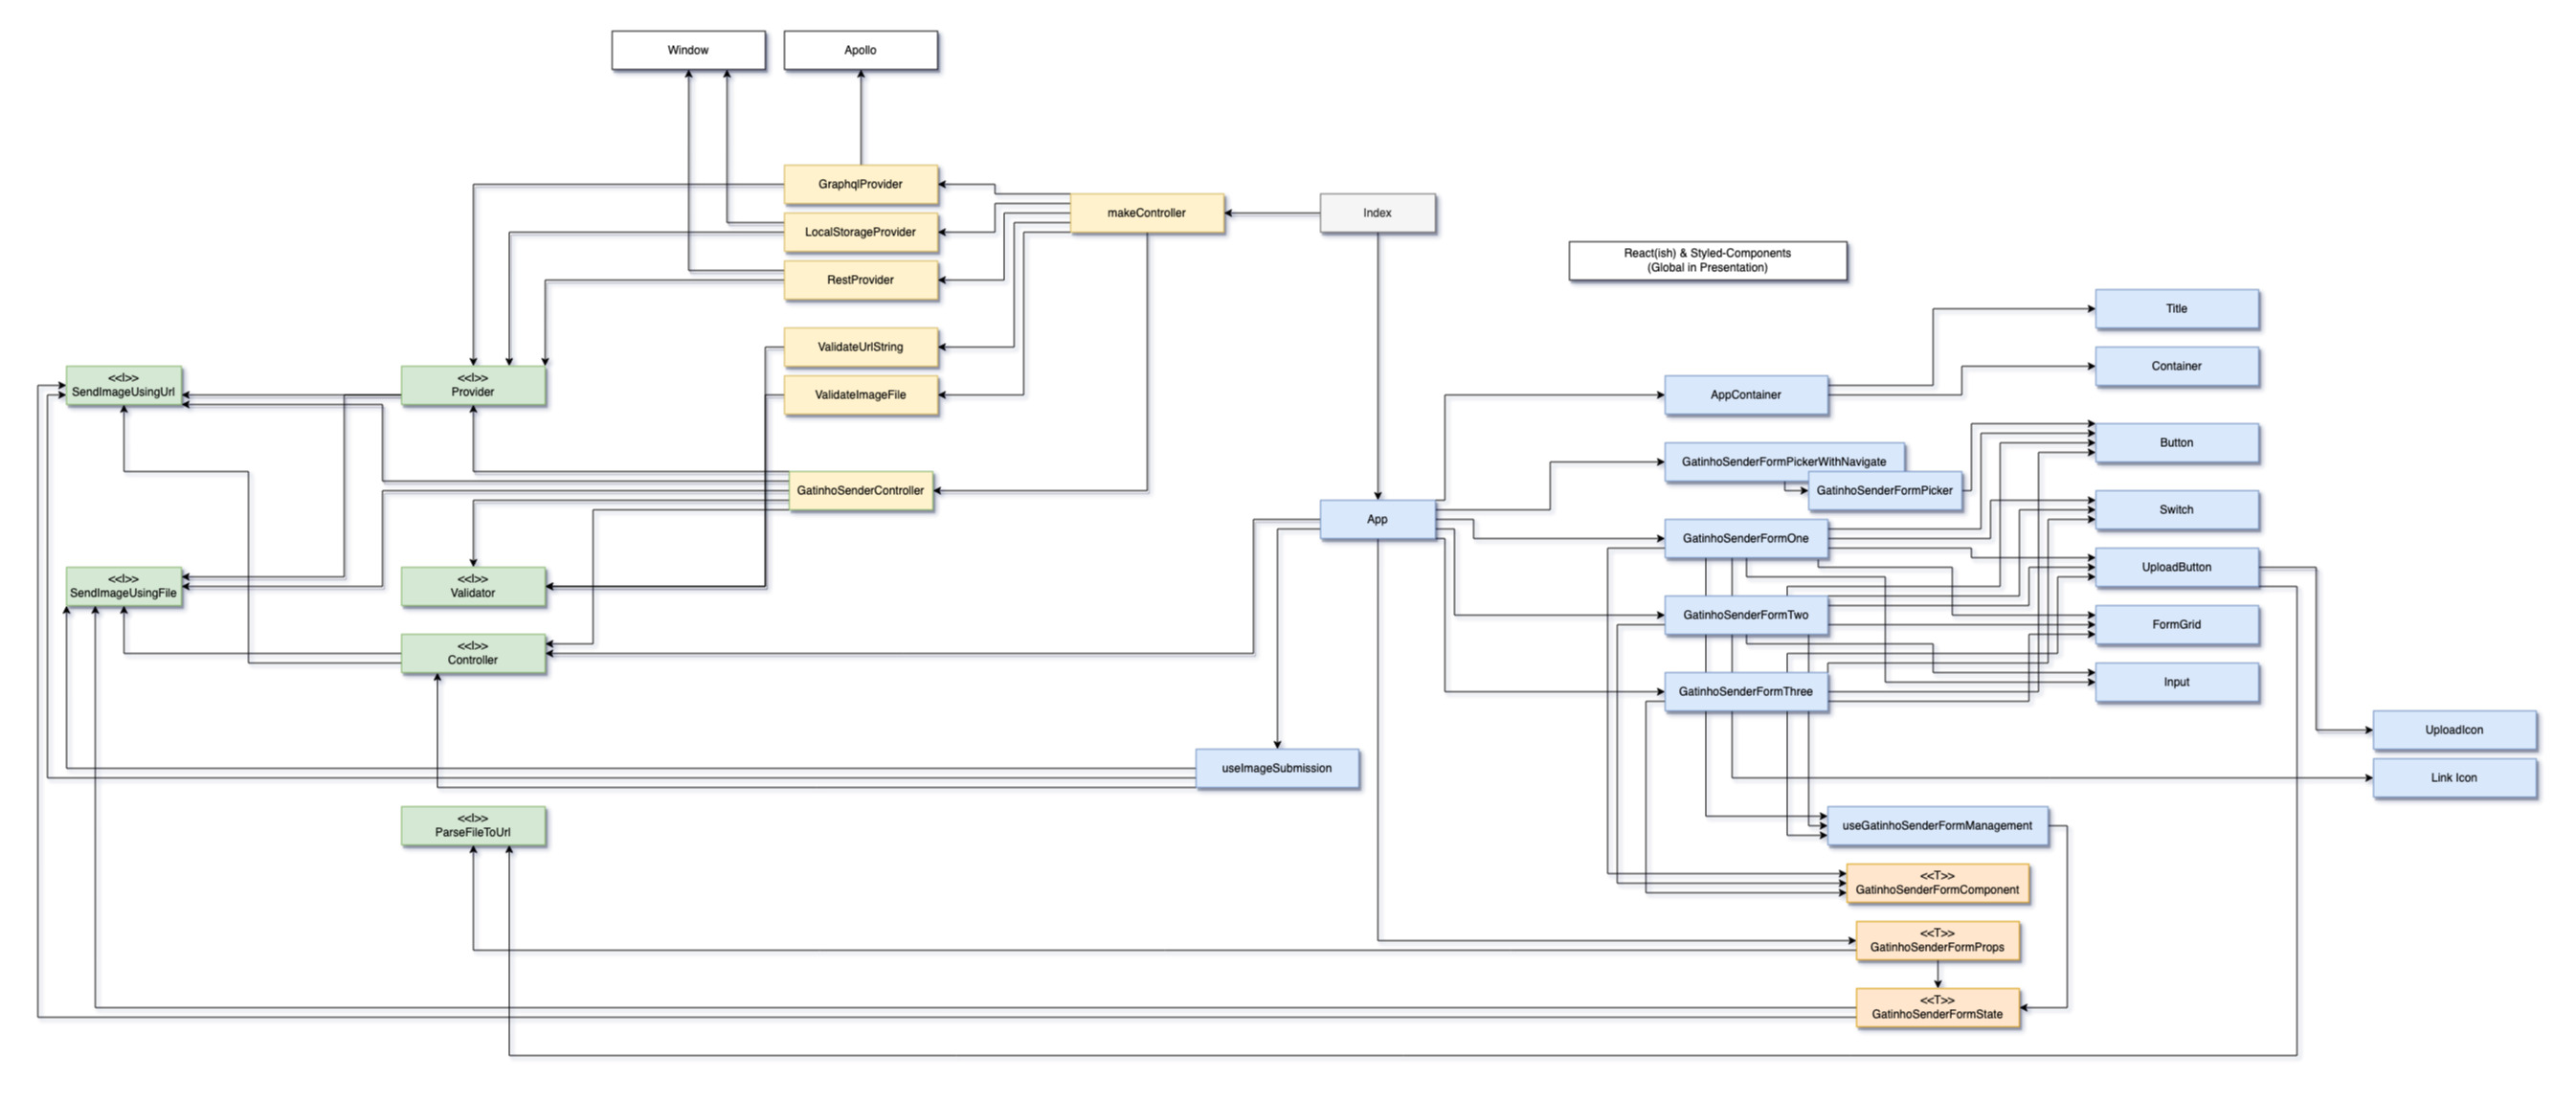 Window
Apollo
GraphqlProvider
LocalStorageProvider
RestProvider
makeController
Index
React(ish) & Styled-Components
(Global in Presentation)
ValidateUrlString
ValidateImageFile
<<I>>
SendImageUsingUrl
<<I>>
Provider
GatinhoSenderController
<<I>>
SendImageUsingFile
<<I>>
Validator
<<I>>
Controller
App
useImageSubmission
<<I>>
ParseFileToUrl
AppContainer
GatinhoSenderFormPickerWithNavigate
GatinhoSenderFormPicker
GatinhoSenderFormOne
GatinhoSenderFormTwo
GatinhoSenderFormThree
Title
Container
Button
Switch
UploadButton
FormGrid
Input
UploadIcon
Link Icon
useGatinhoSenderFormManagement
<<T>>
GatinhoSenderFormComponent
<<T>>
GatinhoSenderFormProps
<<T>>
GatinhoSenderFormState